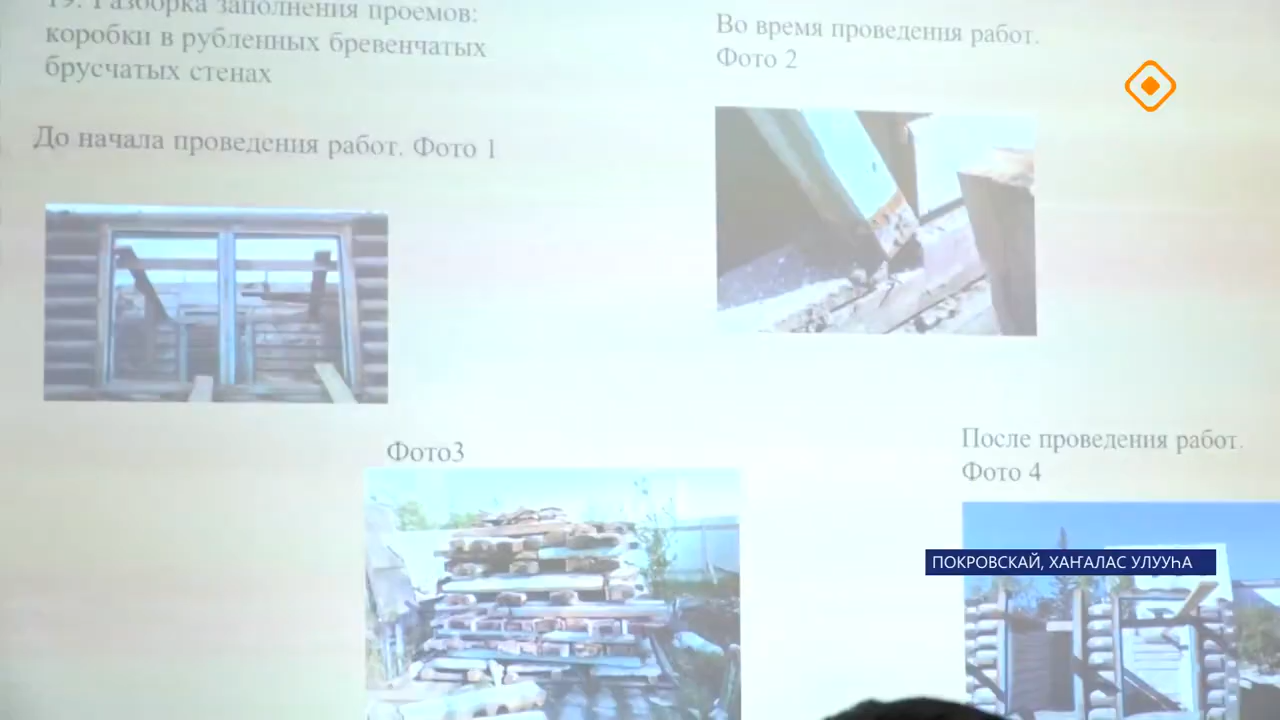 19. Разборка заполнения проемов:
коробки в рубленных бревенчатых
брусчатых стенах
До начала проведения работ. Фото 1
Во время проведения работ.
Фото 2
Фото3
После проведения работ.
Фото 4
ПОКРОВСКАЙ, ХАҤАЛАС УЛУУҺА